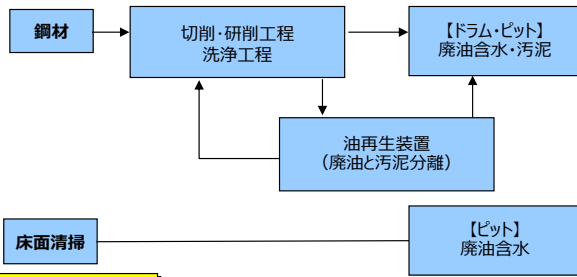 鋼材
切削・研削工程
洗浄工程
【ドラム・ピット】
廃油含水・汚泥
油再生装置
(廃油と汚泥分離)
床面清掃
【ピット】
廃油含水